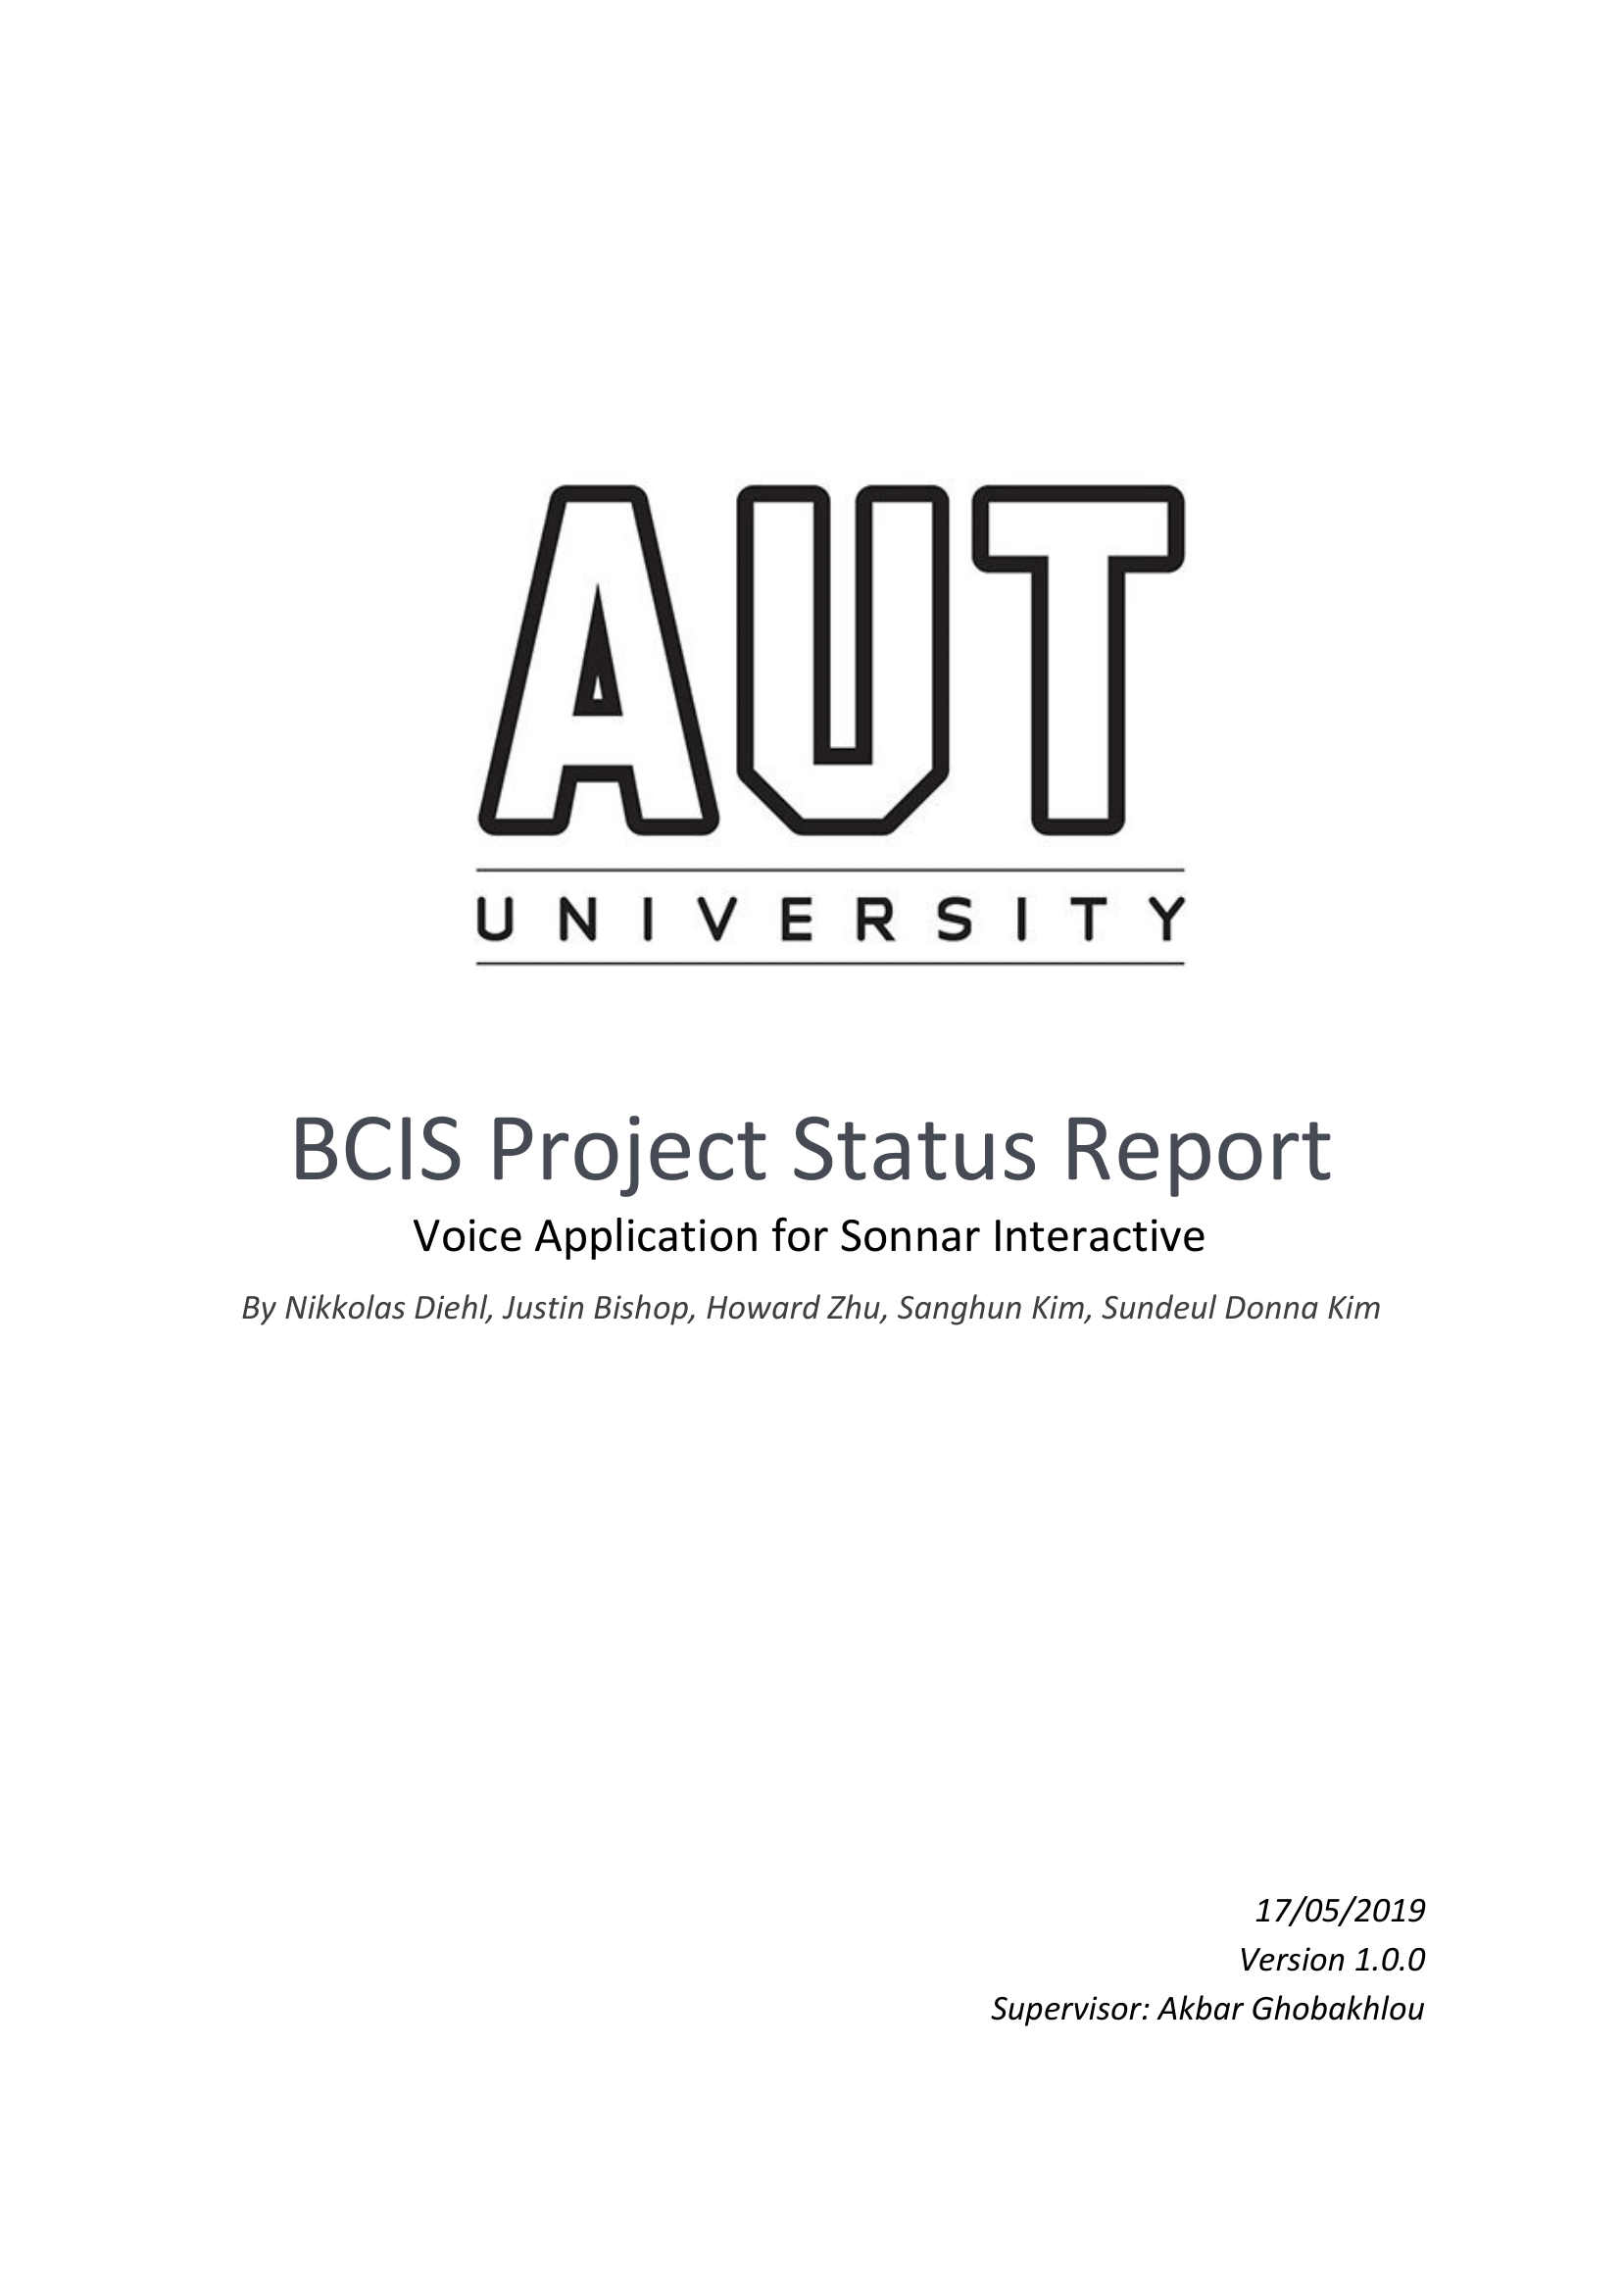 AUT
UNIVERSITY
BCIS Project Status Report
Voice Application for Sonnar Interactive
By Nikkolas Diehl, Justin Bishop, Howard Zhu, Sanghun Kim, Sundeul Donna Kim
17/05/2019
Version 1.0.0
Supervisor: Akbar Ghobakhlou